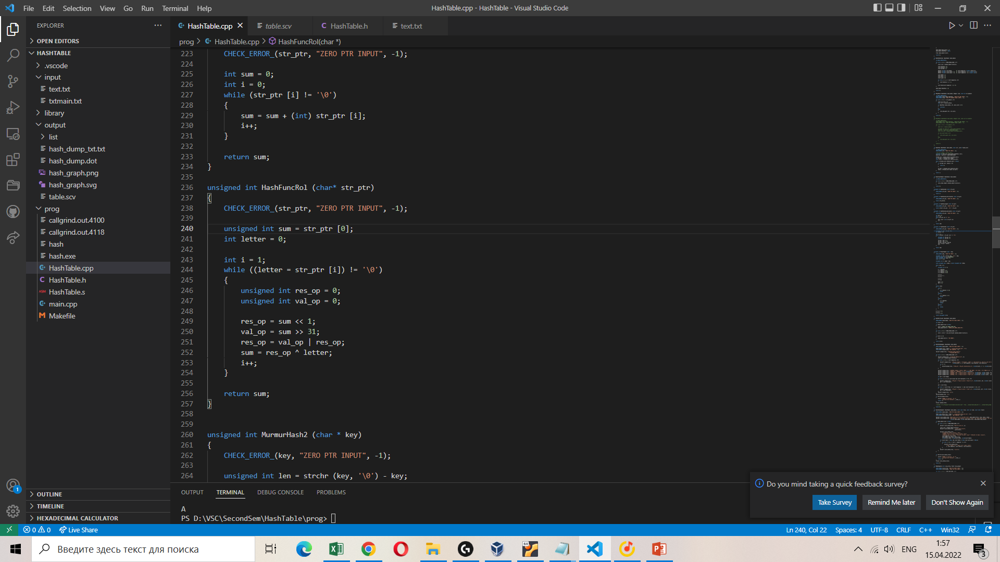 File Edit Selection View Go Run Terminal Help
HashTable.cpp - HashTable - Visual Studio Code
EXPLORER
OPEN EDITORS
HASHTABLE
.vscode
input
text.txt
txtmain.txt
library
output
list
hash_dump_txt.txt
hash_dump.dot
hash_graph.png
hash_graph.svg
table.scv
prog
callgrind.out.4100
callgrind.out.4118
hash
hash.exe
HashTable.cpp
HashTable.h
HashTable.s
main.cpp
Makefile
OUTLINE
TIMELINE
HEXADECIMAL CALCULATOR
HashTable.cpp table.scv HashTable.h text.txt
prog > HashTable.cpp > HashFuncRol(char *)
223 CHECK_ERROR_(str_ptr, "ZERO PTR INPUT", -1);
224
225 int sum = 0;
226 int i = 0;
227 while (str_ptr [i] != '\0')
228 {
229 sum = sum + (int) str_ptr [i];
230 i++;
231 }
232
233 return sum;
234 }
235
236 unsigned int HashFuncRol (char* str_ptr)
237 {
238 CHECK_ERROR_(str_ptr, "ZERO PTR INPUT", -1);
239
240 unsigned int sum = str_ptr [0];
241 int letter = 0;
242
243 int i = 1;
244 while ((letter = str_ptr [i]) != '\0')
245 {
246 unsigned int res_op = 0;
247 unsigned int val_op = 0;
248
249 res_op = sum << 1;
250 val_op = sum >> 31;
251 res_op = val_op | res_op;
252 sum = res_op ^ letter;
253 i++;
254 }
255
256 return sum;
257 }
258
259
260 unsigned int MurmurHash2 (char * key)
261 {
262 CHECK_ERROR_(key, "ZERO PTR INPUT", -1);
263
264 unsigned int len = strchr (key, '\0') - key;
OUTPUT TERMINAL DEBUG CONSOLE PROBLEMS
A
PS D:\VSC\SecondSem\HashTable\prog>
Do you mind taking a quick feedback survey?
Take Survey Remind Me later Don't Show Again
1
0 0 Live Share
Ln 240, Col 22 Spaces: 4 UTF-8 CRLF C++ Win32
Введите здесь текст для поиска
64
ENG
1:57
15.04.2022
3